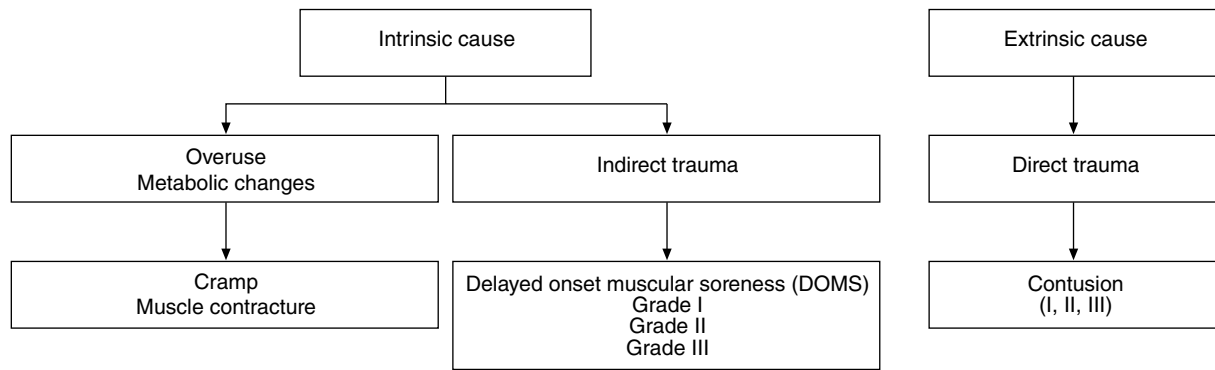 Intrinsic cause
Extrinsic cause
Overuse
Metabolic changes
Indirect trauma
Direct trauma
Cramp
Muscle contracture
Delayed onset muscular soreness (DOMS)
Grade I
Grade II
Grade III
Contusion
(I, II, III)